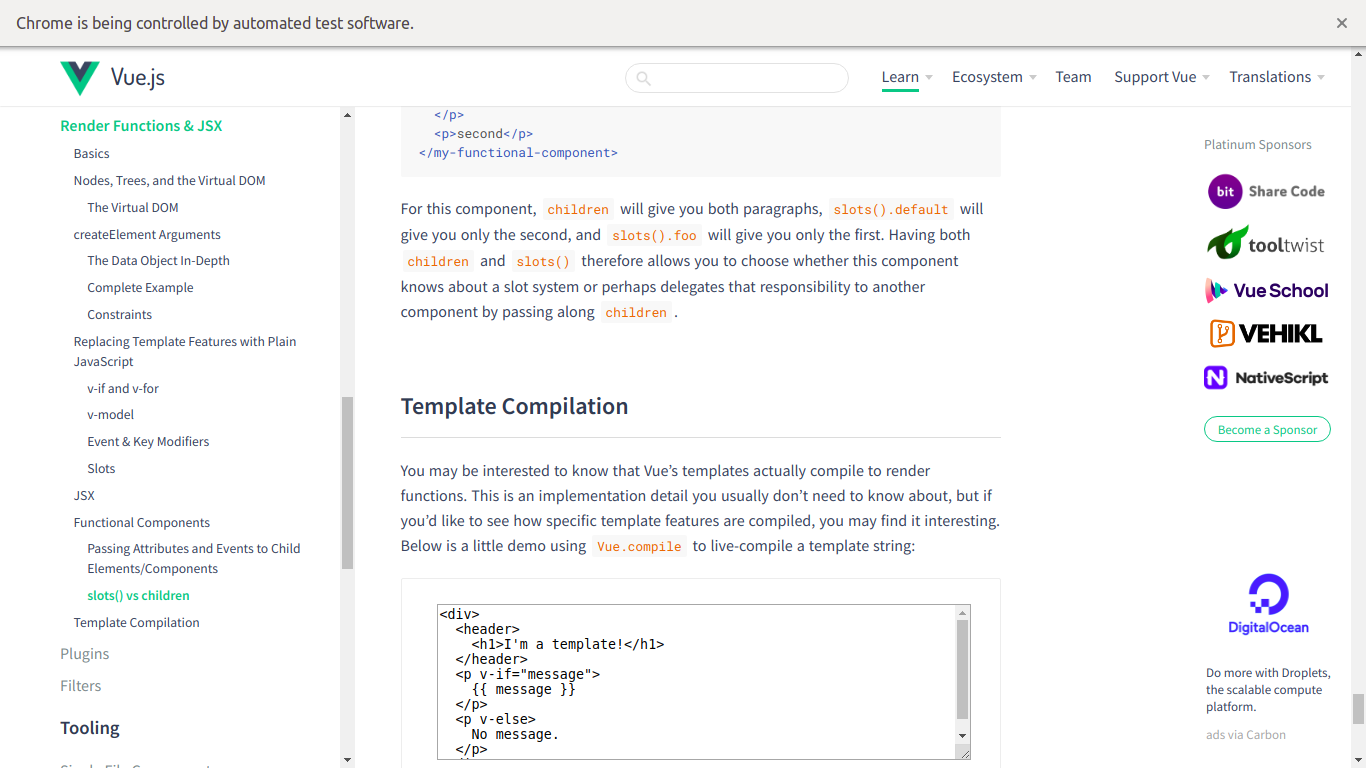 Chrome is being controlled by automated test software.
Vue.js
Learn
Ecosystem
Team
Support Vue
Translations
Render Functions & JSX
Basics
Nodes, Trees, and the Virtual DOM
The Virtual DOM
createElement Arguments
The Data Object In-Depth
Complete Example
Constraints
Replacing Template Features with Plain
JavaScript
v-if and v-for
v-model
Event & Key Modifiers
Slots
JSX
Functional Components
Passing Attributes and Events to Child
Elements/Components
slots() vs children
Template Compilation
Plugins
Filters
Tooling
Single File Components
</p>
<p>second</p>
</my-functional-component>
For this component, children will give you both paragraphs, slots().default will
give you only the second, and slots().foo will give you only the first. Having both
children and slots() therefore allows you to choose whether this component
knows about a slot system or perhaps delegates that responsibility to another
component by passing along children .
Template Compilation
You may be interested to know that Vue’s templates actually compile to render
functions. This is an implementation detail you usually don’t need to know about, but if
you’d like to see how specific template features are compiled, you may find it interesting.
Below is a little demo using Vue.compile to live-compile a template string:
<div>
<header>
<h1>I'm a template!</h1>
</header>
<p v-if="message">
{{ message }}
</p>
<p v-else>
No message.
</p>
Platinum Sponsors
bit Share Code
tooltwist
Vue School
VEHIKL
NativeScript
Become a Sponsor
DigitalOcean
Do more with Droplets,
the scalable compute
platform.
ads via Carbon